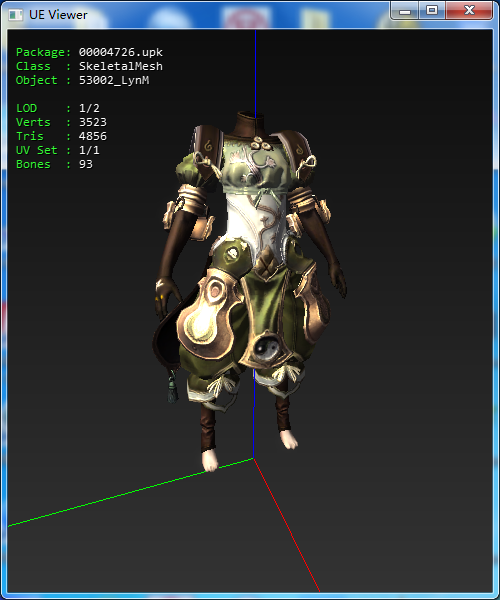 UE Viewer
Package: 00004726.upk
Class : SkeletalMesh
Object : 53002_LynM
LOD : 1/2
Verts : 3523
Tris : 4856
UV Set : 1/1
Bones : 93